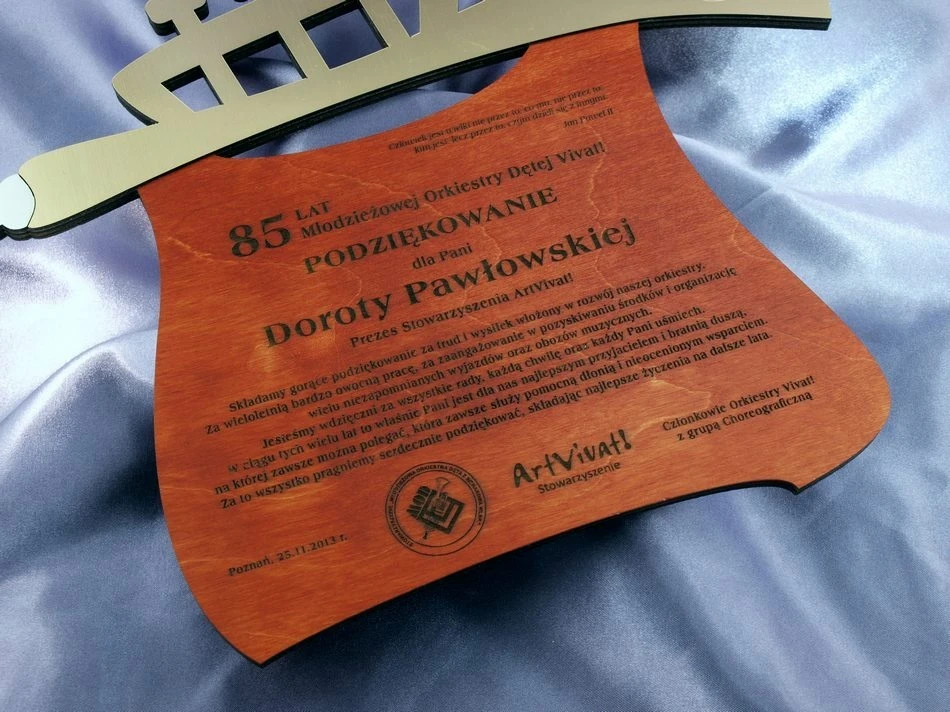 Człowiek jest wielki nie przez to, co ma, nie przez to,
kim jest, lecz przez to, czym dzieli się z innymi.
Jan Paweł II
85 LAT
Młodzieżowej Orkiestry Dętej Vivat!
PODZIĘKOWANIE
dla Pani
Doroty Pawłowskiej
Prezes Stowarzyszenia ArtVivat!
Składamy gorące podziękowanie za trud i wysiłek włożony w rozwój naszej orkiestry.
Za wieloletnią bardzo owocną pracę, za zaangażowanie w pozyskiwaniu środków i organizację
wielu niezapomnianych wyjazdów oraz obozów muzycznych.
Jesteśmy wdzięczni za wszystkie rady, każdą chwilę oraz każdy Pani uśmiech.
w ciągu tych wielu lat to właśnie Pani jest dla nas najlepszym przyjacielem i bratnią duszą,
na której zawsze można polegać, która zawsze służy pomocną dłonią i nieocenionym wsparciem.
Za to wszystko pragniemy serdecznie podziękować, składając najlepsze życzenia na dalsze lata.
Członkowie Orkiestry Vivat!
z grupą Choreograficzną
ArtVivat!
Stowarzyszenie
Poznań, 25.11.2013 r.